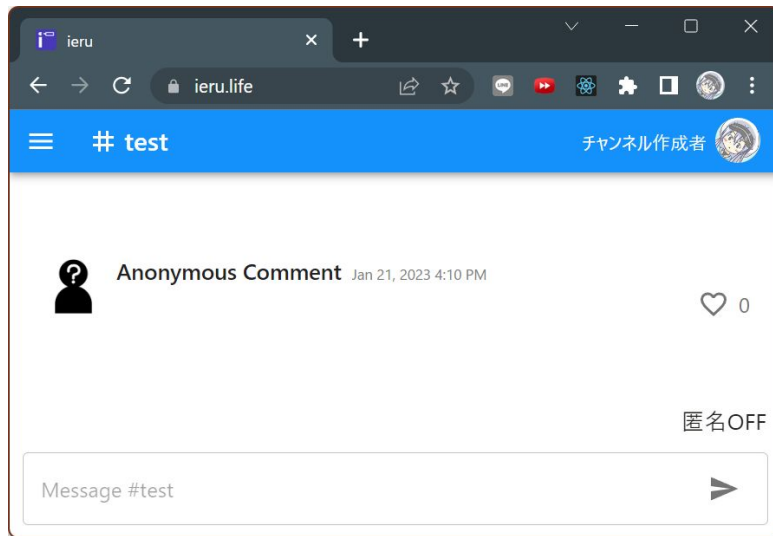 ieru
ieru.life
# test
チャンネル作成者
Anonymous Comment Jan 21, 2023 4:10 PM
0
匿名OFF
Message #test